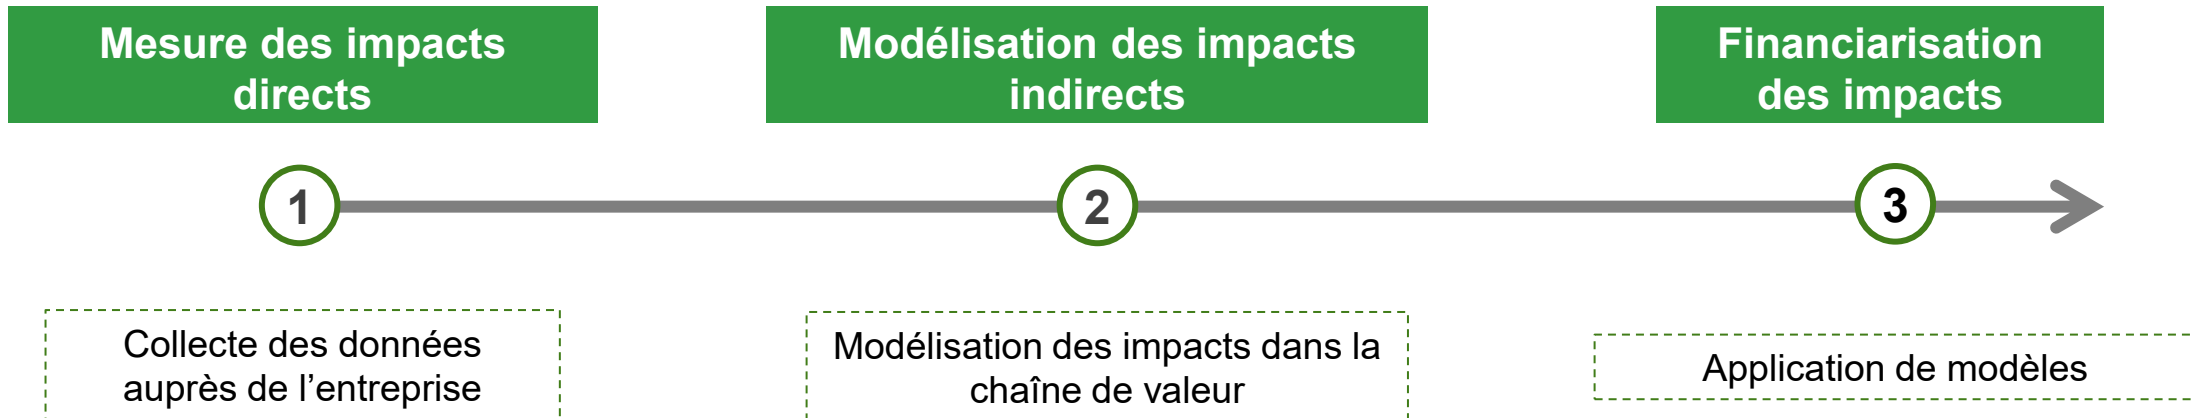 Mesure des impacts
directs
Modélisation des impacts
indirects
Financiarisation
des impacts
1
2
3
Collecte des données
auprès de l’entreprise
Modélisation des impacts dans la
chaîne de valeur
Application de modèles